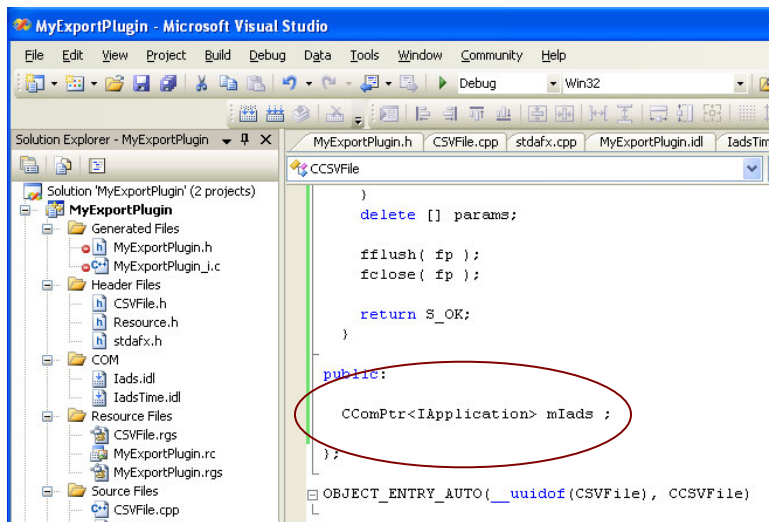 MyExportPlugin - Microsoft Visual Studio
File Edit View Project Build Debug Data Tools Window Community Help
Debug Win32
Solution Explorer - MyExportPlugin
MyExportPlugin.h CSVFile.cpp stdafx.cpp MyExportPlugin.idl IadsTim
CCSVFile
Solution 'MyExportPlugin' (2 projects)
MyExportPlugin
Generated Files
MyExportPlugin.h
MyExportPlugin_i.c
Header Files
CSVFile.h
Resource.h
stdafx.h
COM
Iads.idl
IadsTime.idl
Resource Files
CSVFile.rgs
MyExportPlugin.rc
MyExportPlugin.rgs
Source Files
CSVFile.cpp
}
delete [] params;
fflush( fp );
fclose( fp );
return S_OK;
}
public:
CComPtr<IApplication> mIads ;
};
OBJECT_ENTRY_AUTO(__uuidof(CSVFile), CCSVFile)